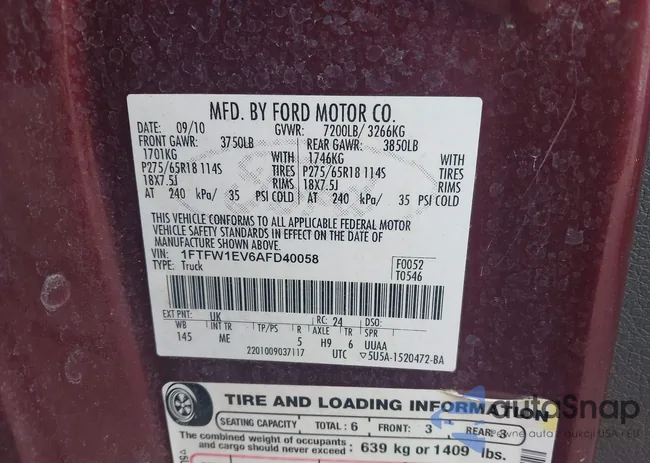 MFD. BY FORD MOTOR CO.
DATE: 09/10 GVWR: 7200LB/ 3266KG
FRONT GAWR: 3750LB REAR GAWR: 3850LB
1701KG WITH 1746KG WITH
P275/65R18 114S TIRES P275/65R18 114S TIRES
18X7.5J RIMS 18X7.5J RIMS
AT 240 kPa/ 35 PSI COLD AT 240 kPa/ 35 PSI COLD
THIS VEHICLE CONFORMS TO ALL APPLICABLE FEDERAL MOTOR
VEHICLE SAFETY STANDARDS IN EFFECT ON THE DATE OF
MANUFACTURE SHOWN ABOVE.
VIN: 1FTFW1EV6AFD40058 F0052
TYPE: Truck T0546
EXT PNT: UK RC: 24 DSO:
WB INT TR TP/PS R AXLE TR SPR
145 ME 5 H9 6 UUAA
2201009037117 UTC ▽5U5A-1520472-BA
TIRE AND LOADING INFORMATION
SEATING CAPACITY TOTAL: 6 FRONT: 3 REAR: 3
The combined weight of occupants
and cargo should never exceed: 639 kg or 1409 lbs.
autoSnap